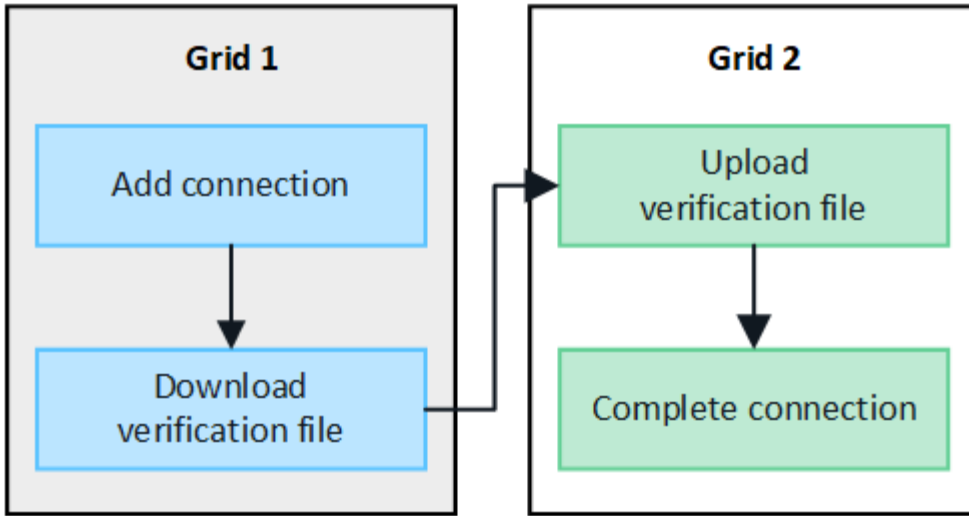 Grid 1
Add connection
Download
verification file
Grid 2
Upload
verification file
Complete connection